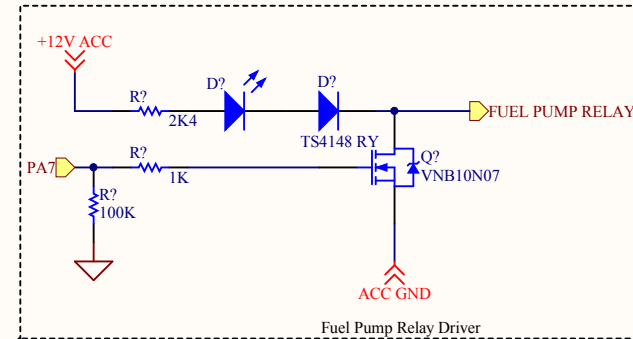 +12V ACC
R?
2K4
D?
D?
TS4148 RY
FUEL PUMP RELAY
PA7
R?
1K
R?
100K
Q?
VNB10N07
ACC GND
Fuel Pump Relay Driver